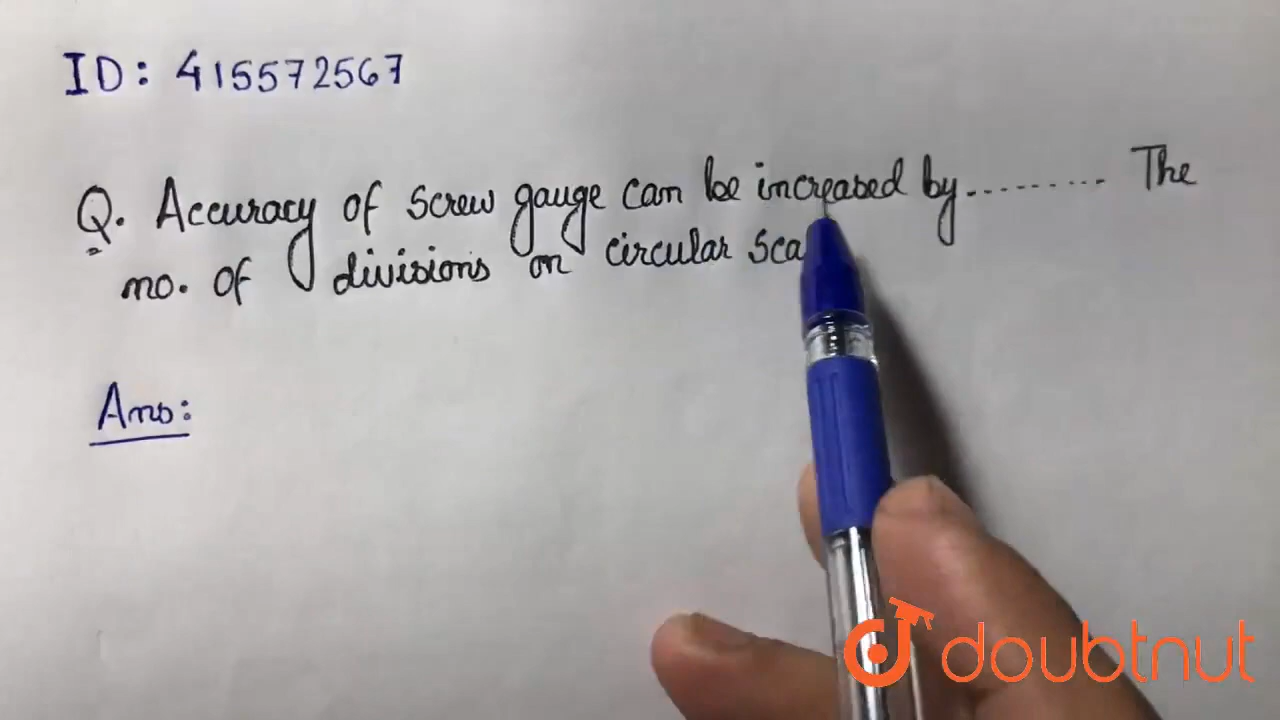 ID: 415572567
Q. Accuracy of screw gauge can be increased by.......... The
no. of divisions on circular sca
Ans:
doubtnut